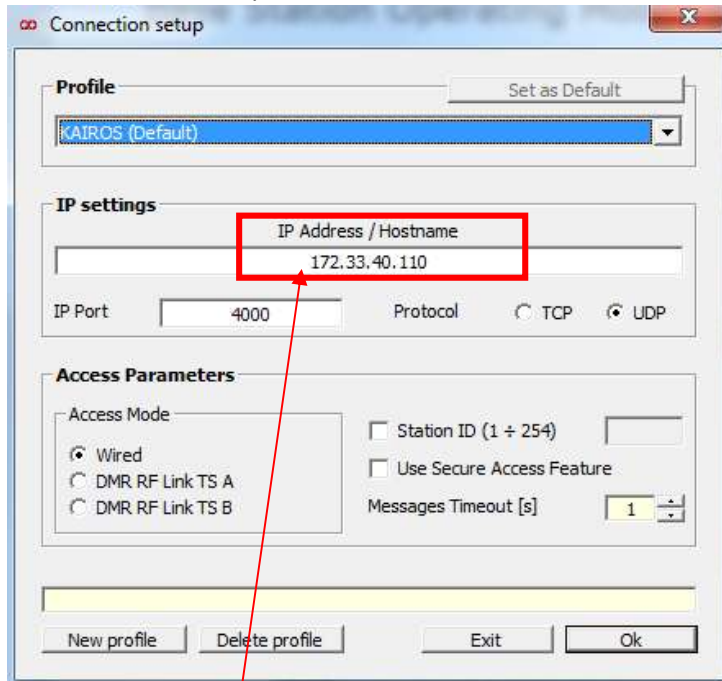 Connection setup
Profile
Set as Default
KAIROS (Default)
IP settings
IP Address / Hostname
172.33.40.110
IP Port 4000 Protocol TCP UDP
Access Parameters
Access Mode
Station ID (1 ÷ 254)
Wired
Use Secure Access Feature
DMR RF Link TS A
DMR RF Link TS B
Messages Timeout [s] 1
New profile Delete profile Exit Ok